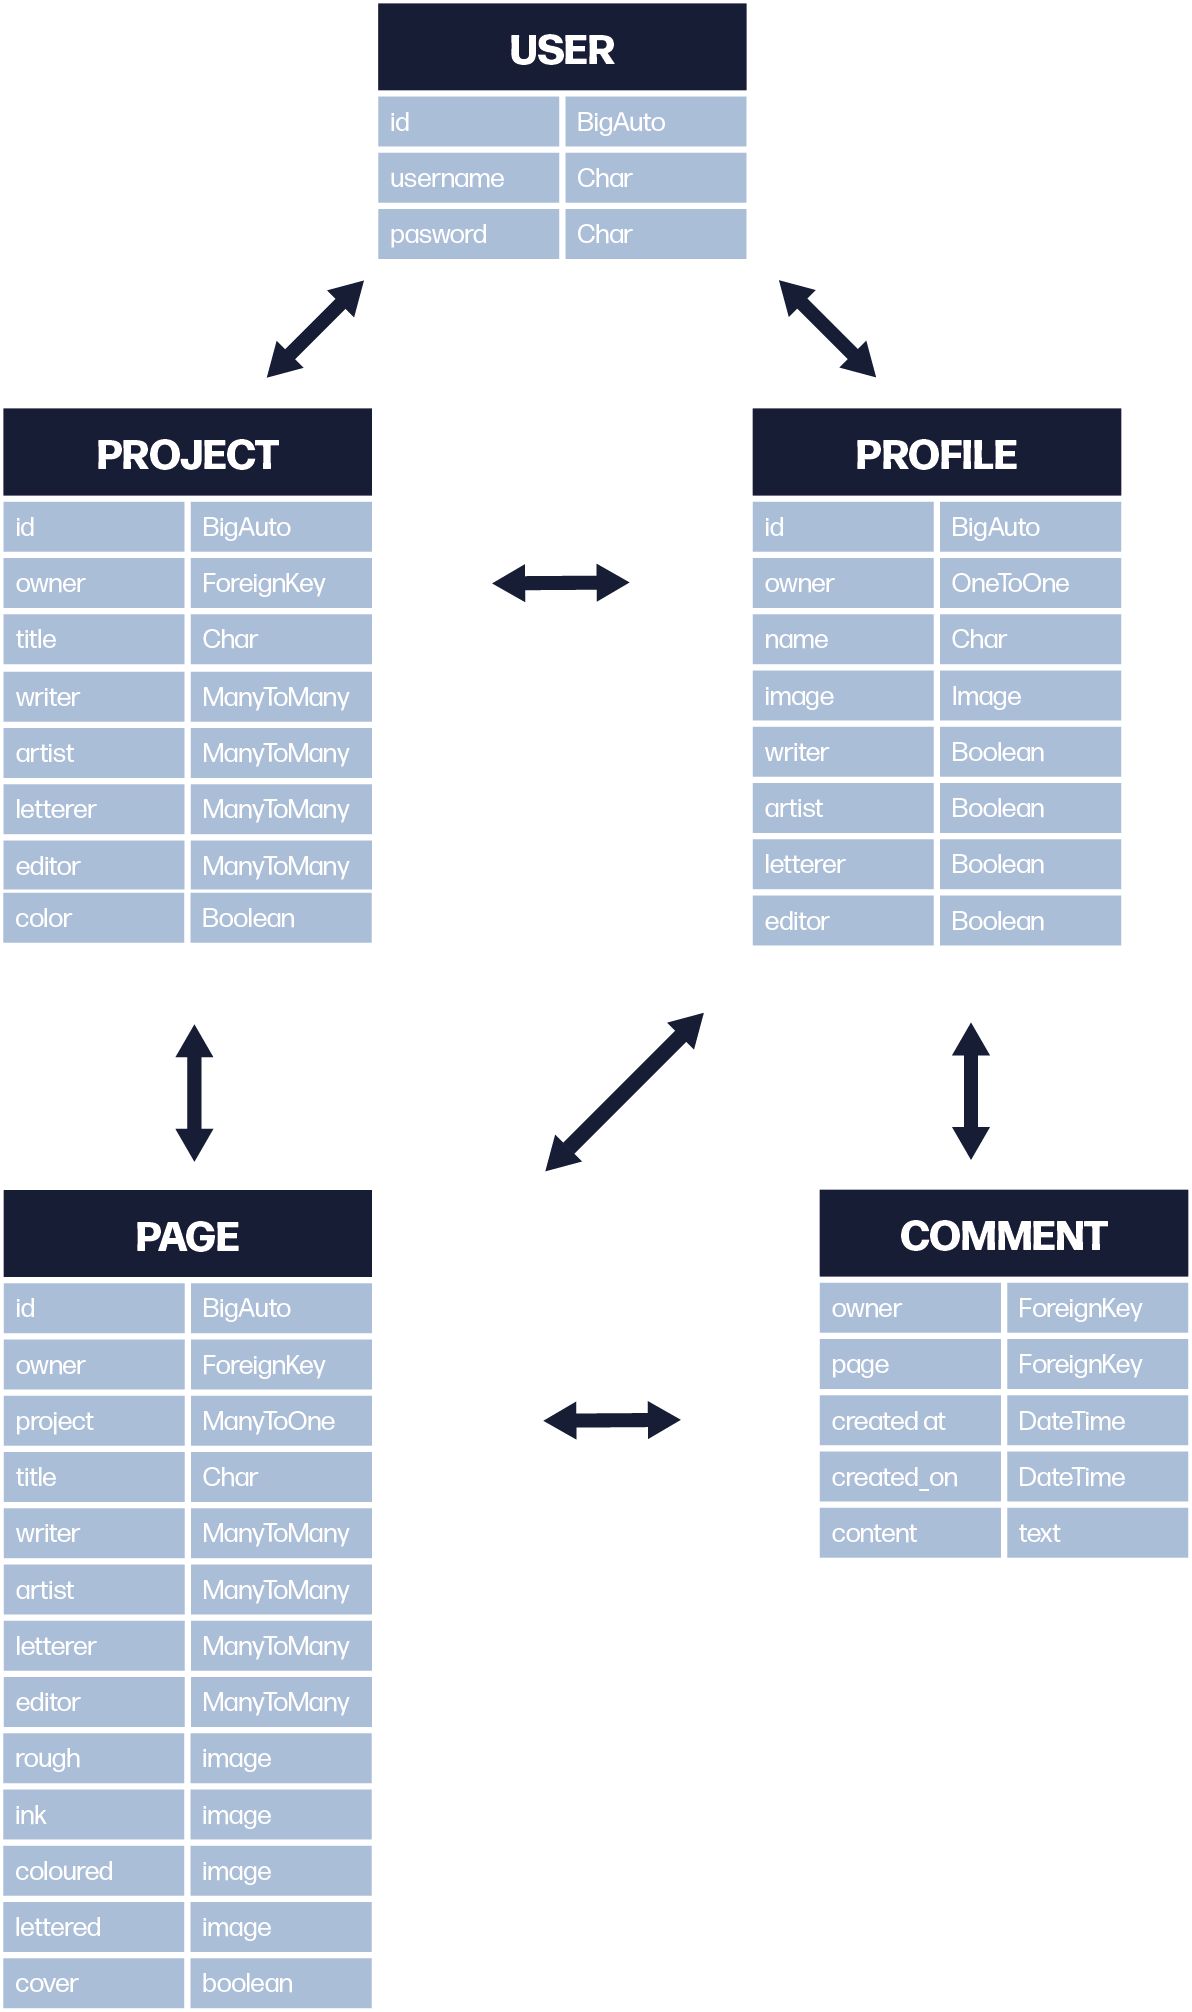 USER
id BigAuto
username Char
pasword Char
PROJECT
id BigAuto
owner ForeignKey
title Char
writer ManyToMany
artist ManyToMany
letterer ManyToMany
editor ManyToMany
color Boolean
PROFILE
id BigAuto
owner OneToOne
name Char
image Image
writer Boolean
artist Boolean
letterer Boolean
editor Boolean
PAGE
id BigAuto
owner ForeignKey
project ManyToOne
title Char
writer ManyToMany
artist ManyToMany
letterer ManyToMany
editor ManyToMany
rough image
ink image
coloured image
lettered image
cover boolean
COMMENT
owner ForeignKey
page ForeignKey
created at DateTime
created_on DateTime
content text